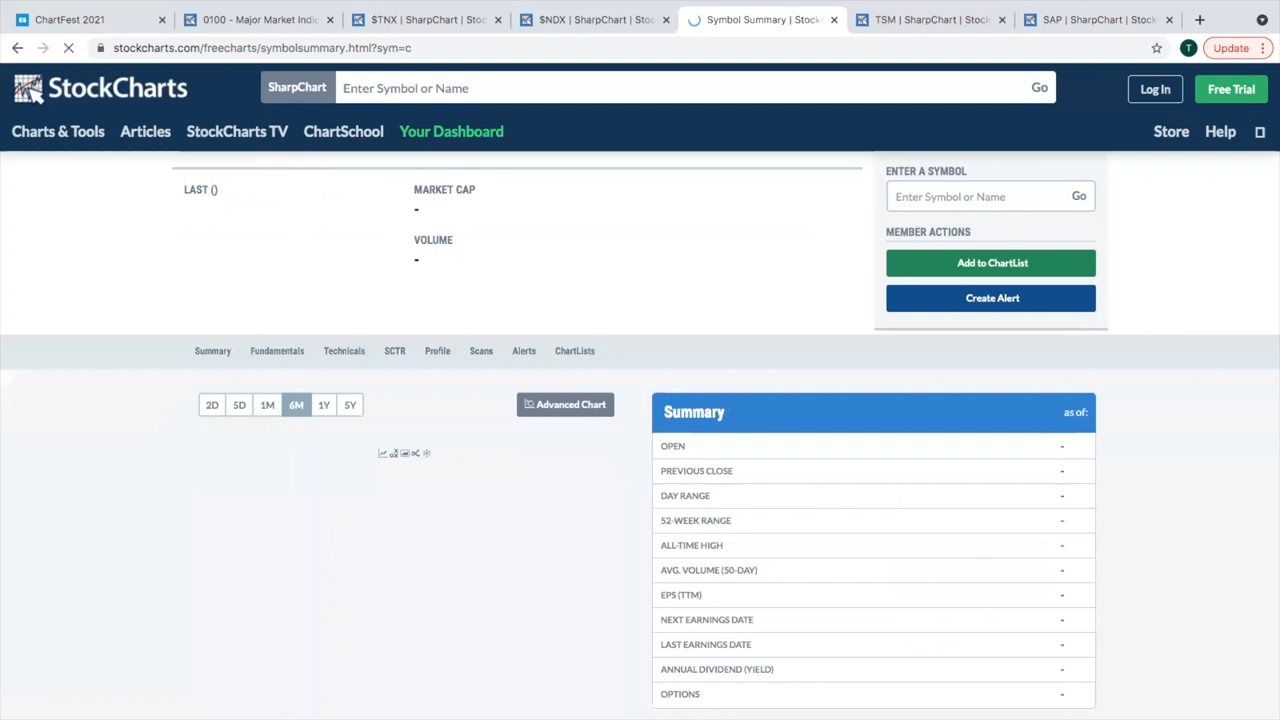 ChartFest 2021
0100 - Major Market Indic
$TNX | SharpChart | Stoc
$NDX | SharpChart | Stoc
Symbol Summary | Stock
TSM | SharpChart | Stock
SAP | SharpChart | Stock
stockcharts.com/freecharts/symbolsummary.html?sym=c
T
Update
StockCharts
SharpChart
Enter Symbol or Name
Go
Log In
Free Trial
Charts & Tools
Articles
StockCharts TV
ChartSchool
Your Dashboard
Store
Help
LAST ()
MARKET CAP
-
VOLUME
-
ENTER A SYMBOL
Enter Symbol or Name
Go
MEMBER ACTIONS
Add to ChartList
Create Alert
Summary
Fundamentals
Technicals
SCTR
Profile
Scans
Alerts
ChartLists
2D 5D 1M 6M 1Y 5Y
Advanced Chart
Summary as of:
OPEN -
PREVIOUS CLOSE -
DAY RANGE -
52-WEEK RANGE -
ALL-TIME HIGH -
AVG. VOLUME (50-DAY) -
EPS (TTM) -
NEXT EARNINGS DATE -
LAST EARNINGS DATE -
ANNUAL DIVIDEND (YIELD) -
OPTIONS -